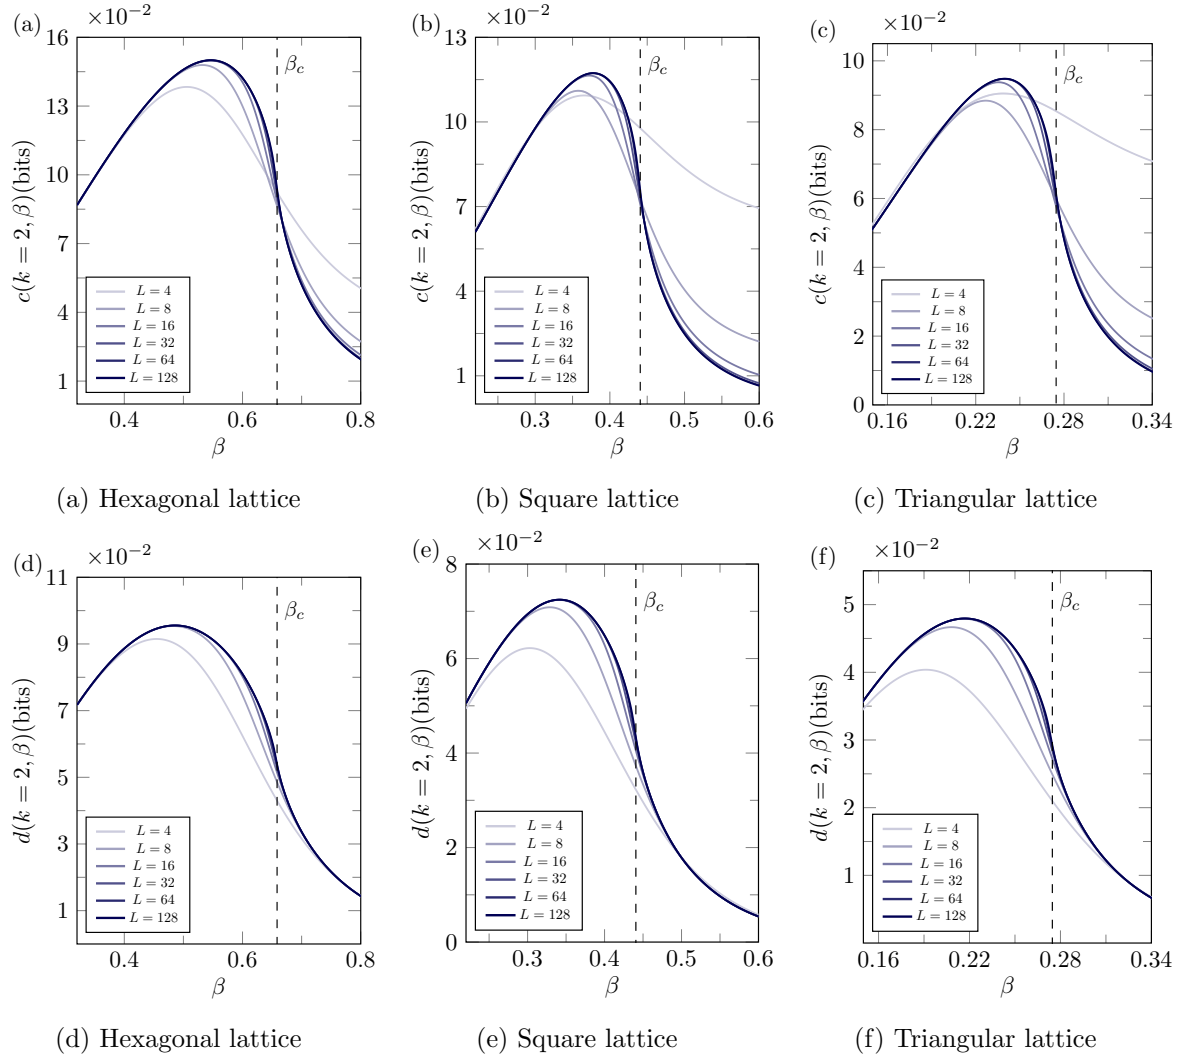 (a) ×10⁻²
16
13
10
7
4
1
c(k = 2, β)(bits)
β_c
L = 4
L = 8
L = 16
L = 32
L = 64
L = 128
0.4 0.6 0.8
β
(a) Hexagonal lattice
(b) ×10⁻²
13
10
7
4
1
c(k = 2, β)(bits)
β_c
L = 4
L = 8
L = 16
L = 32
L = 64
L = 128
0.3 0.4 0.5 0.6
β
(b) Square lattice
(c) ×10⁻²
10
8
6
4
2
0
c(k = 2, β)(bits)
β_c
L = 4
L = 8
L = 16
L = 32
L = 64
L = 128
0.16 0.22 0.28 0.34
β
(c) Triangular lattice
(d) ×10⁻²
11
9
7
5
3
1
d(k = 2, β)(bits)
β_c
L = 4
L = 8
L = 16
L = 32
L = 64
L = 128
0.4 0.6 0.8
β
(d) Hexagonal lattice
(e) ×10⁻²
8
6
4
2
0
d(k = 2, β)(bits)
β_c
L = 4
L = 8
L = 16
L = 32
L = 64
L = 128
0.3 0.4 0.5 0.6
β
(e) Square lattice
(f) ×10⁻²
5
4
3
2
1
d(k = 2, β)(bits)
β_c
L = 4
L = 8
L = 16
L = 32
L = 64
L = 128
0.16 0.22 0.28 0.34
β
(f) Triangular lattice